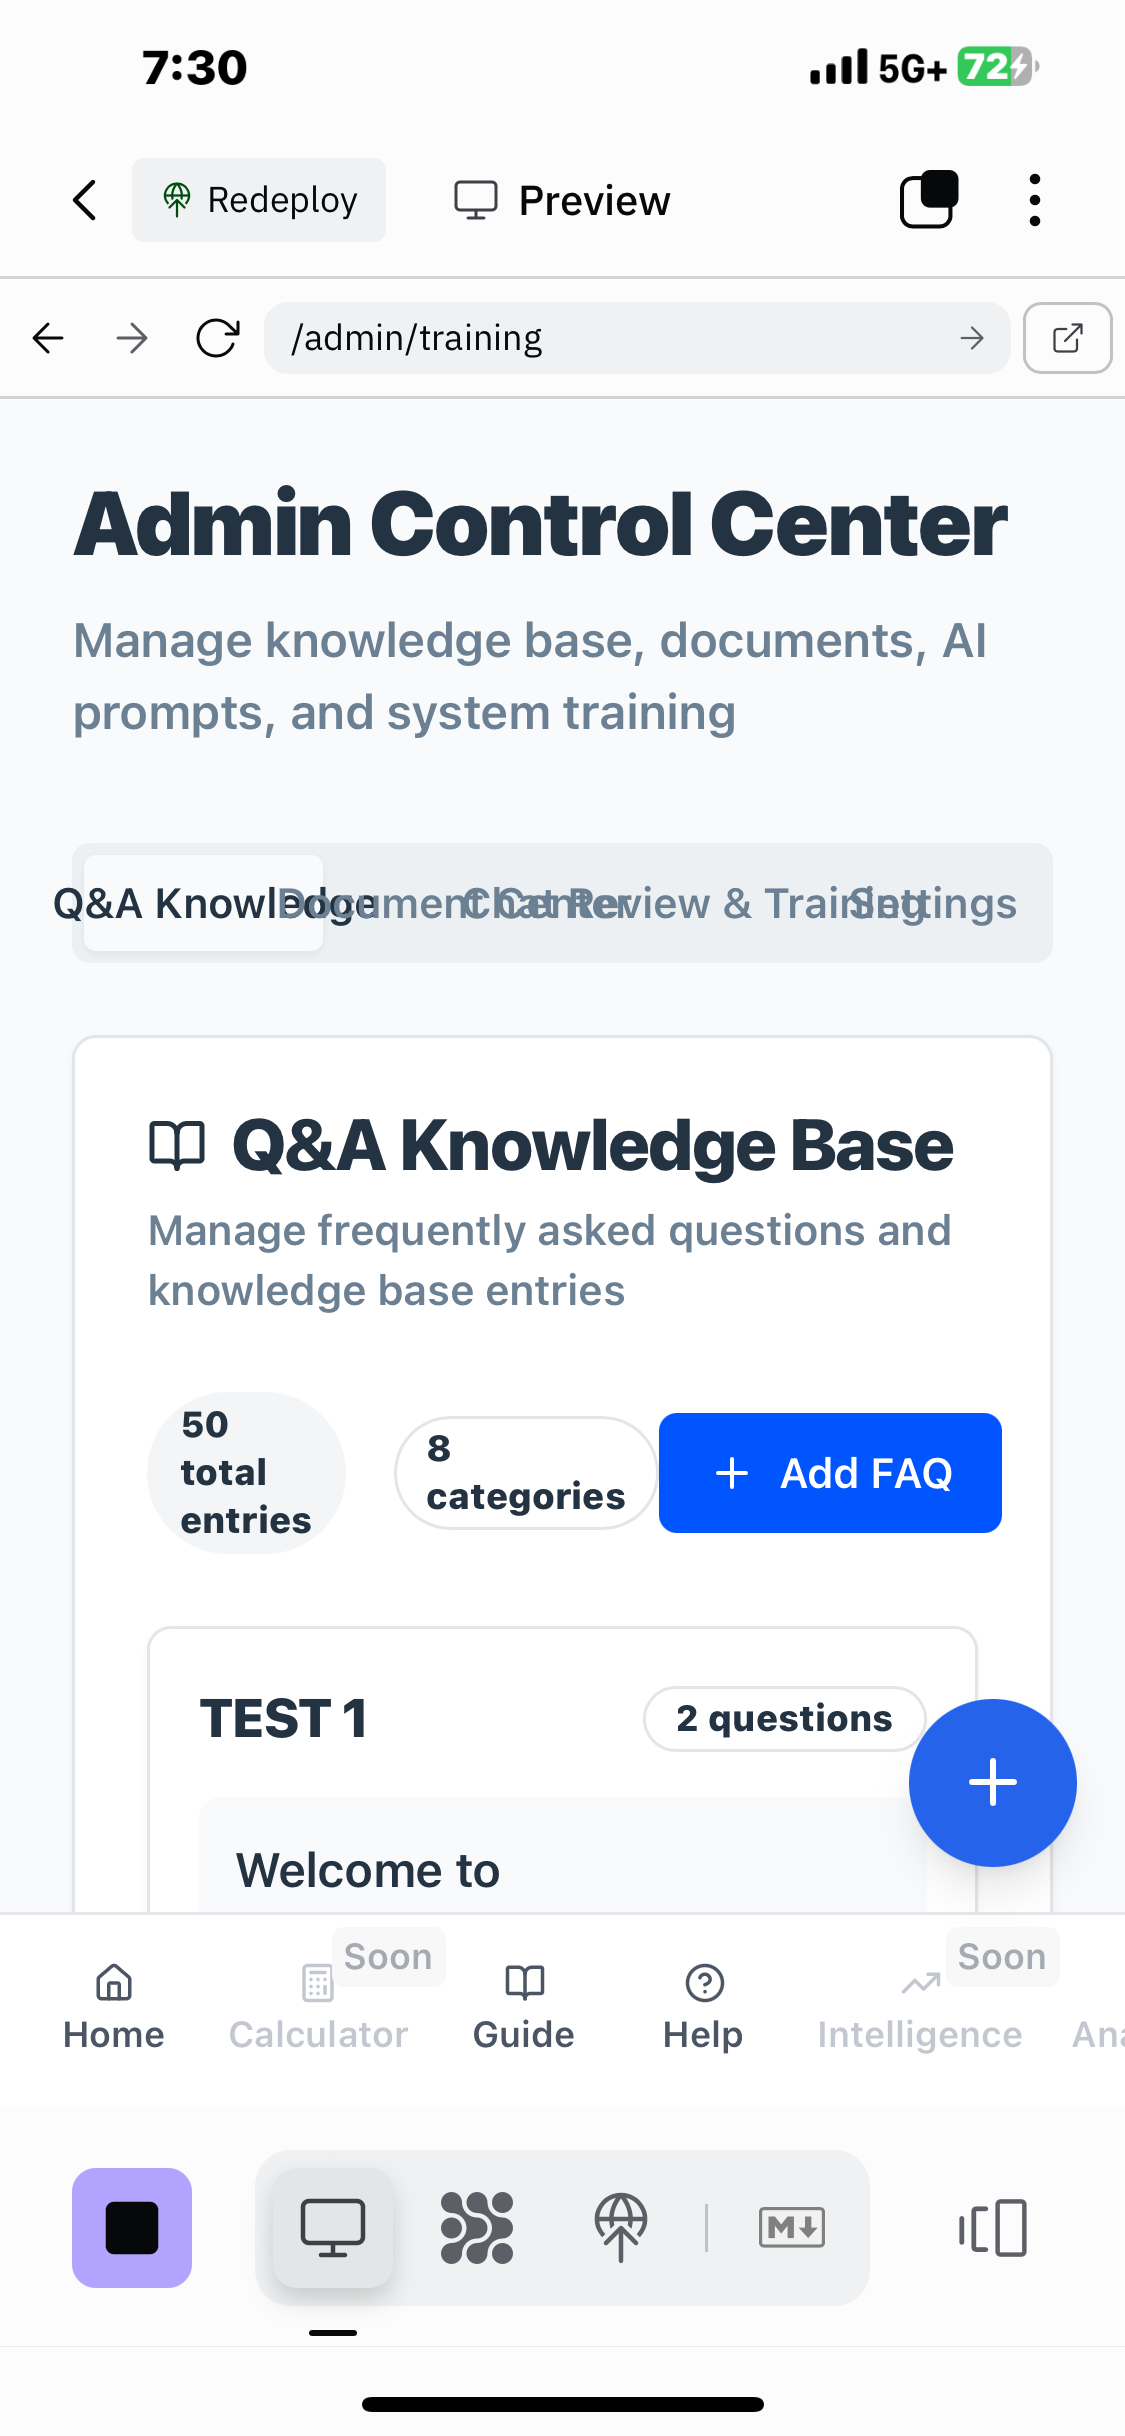 7:30
5G+
72
Redeploy
Preview
/admin/training
Admin Control Center
Manage knowledge base, documents, AI
prompts, and system training
Q&A Knowledge
Document Center
Chat Review & Training
Settings
Q&A Knowledge Base
Manage frequently asked questions and
knowledge base entries
50
total
entries
8
categories
+ Add FAQ
TEST 1
2 questions
Welcome to
Home
Calculator
Soon
Guide
Help
Intelligence
Soon
Ana
M